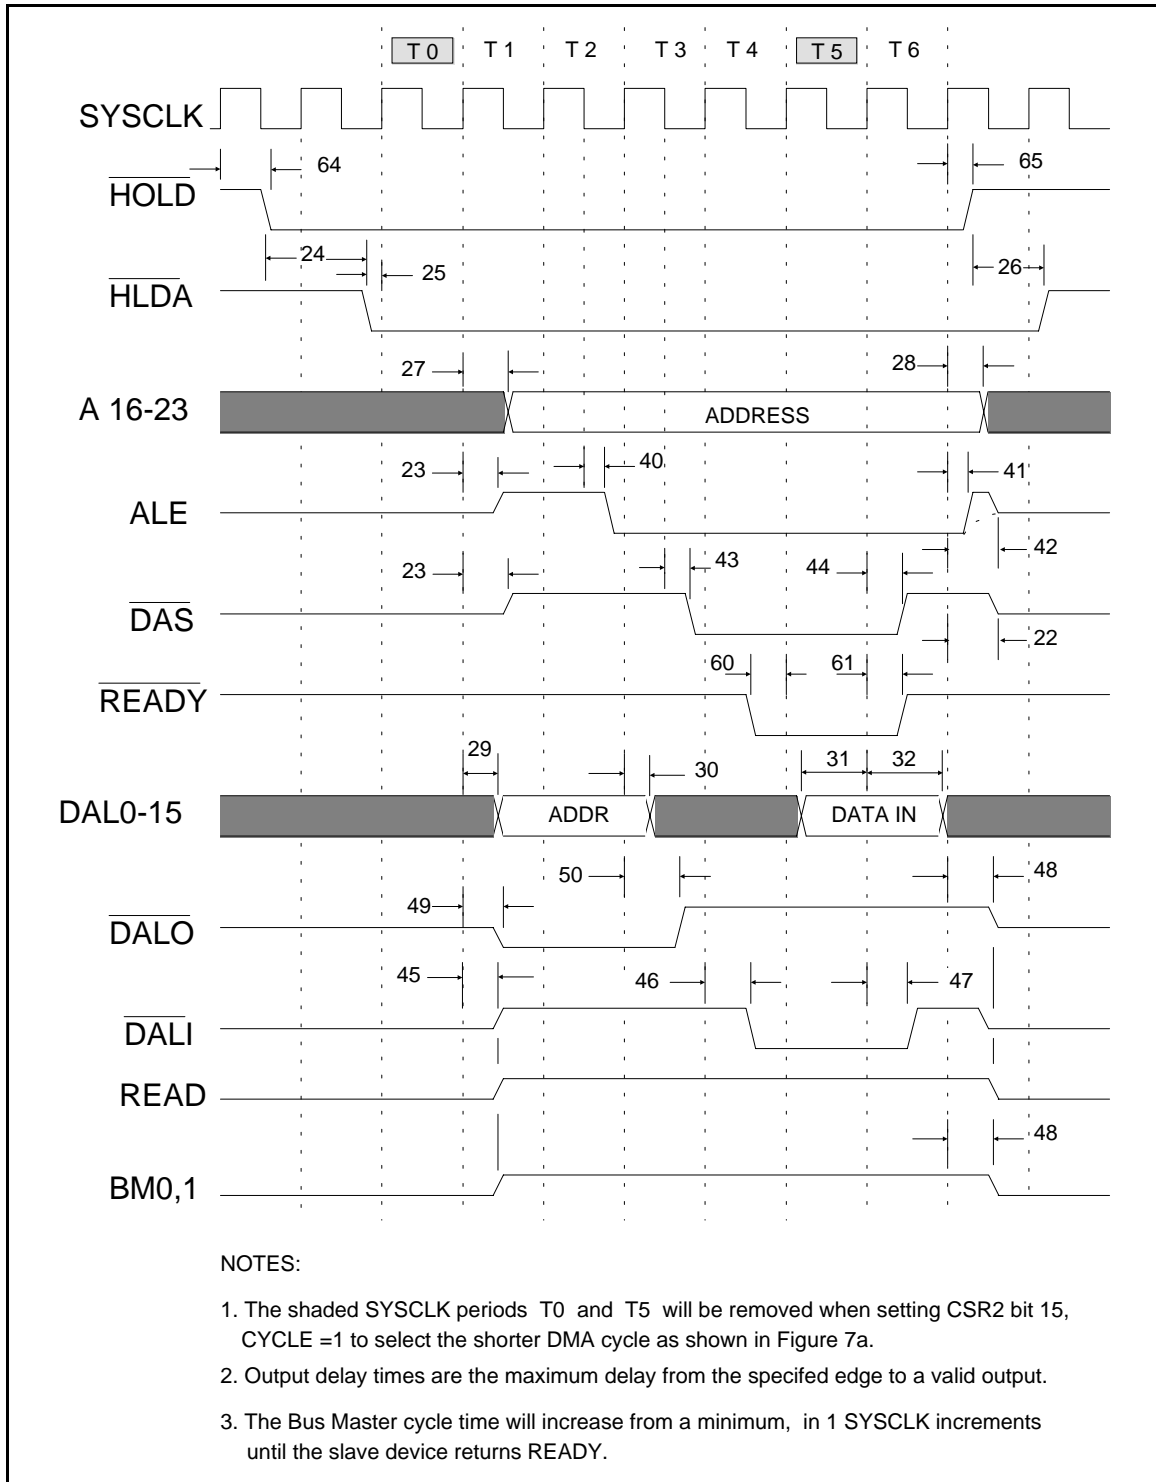 T 0 T 1 T 2 T 3 T 4 T 5 T 6
SYSCLK
64 65
HOLD
24 25 26
HLDA
27 28
A 16-23 ADDRESS
23 40 41
ALE
42
23 43 44
DAS
22
60 61
READY
29 30 31 32
DAL0-15 ADDR DATA IN
50 48
49
DALO
45 46 47
DALI
READ
48
BM0,1
NOTES:
1. The shaded SYSCLK periods T0 and T5 will be removed when setting CSR2 bit 15,
CYCLE =1 to select the shorter DMA cycle as shown in Figure 7a.
2. Output delay times are the maximum delay from the specifed edge to a valid output.
3. The Bus Master cycle time will increase from a minimum, in 1 SYSCLK increments
until the slave device returns READY.